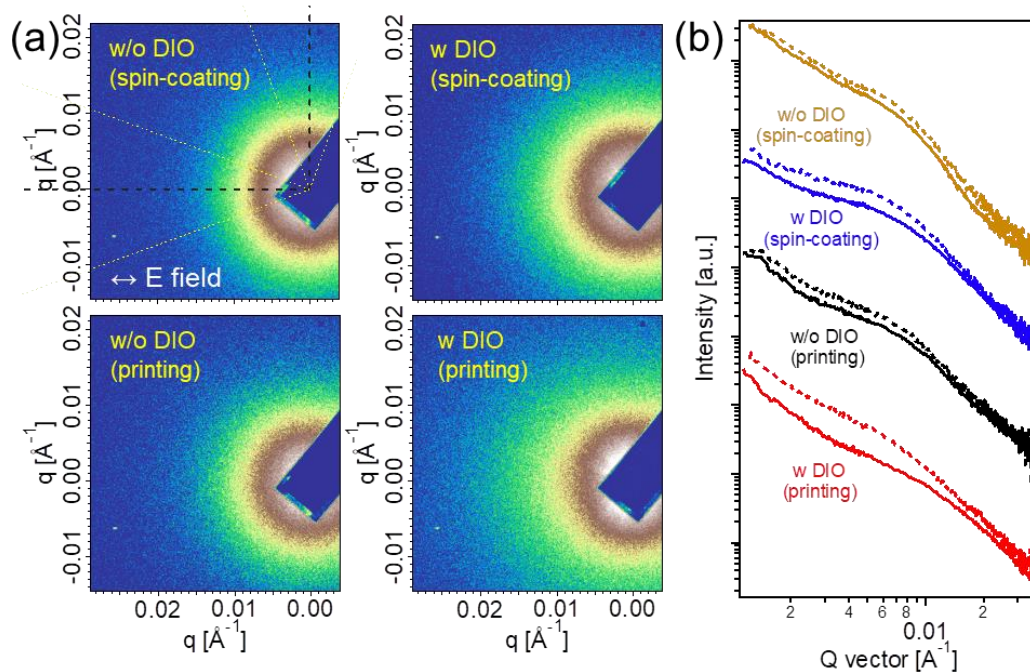 (a)
w/o DIO
(spin-coating)
0.02
0.01
0.00
-0.01
q [Å⁻¹]
↔ E field
w DIO
(spin-coating)
0.02
0.01
0.00
-0.01
q [Å⁻¹]
w/o DIO
(printing)
0.02
0.01
0.00
-0.01
q [Å⁻¹]
0.02 0.01 0.00
q [Å⁻¹]
w DIO
(printing)
0.02
0.01
0.00
-0.01
q [Å⁻¹]
0.02 0.01 0.00
q [Å⁻¹]
(b)
Intensity [a.u.]
w/o DIO
(spin-coating)
w DIO
(spin-coating)
w/o DIO
(printing)
w DIO
(printing)
2 4 6 8 2
0.01
Q vector [A⁻¹]